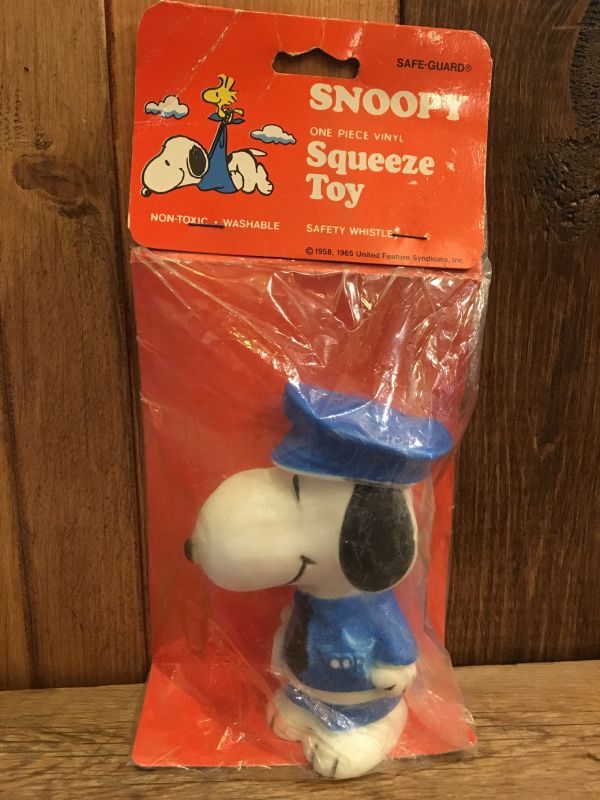 SAFE-GUARD®
SNOOPY
ONE PIECE VINYL
Squeeze
Toy
NON-TOXIC • WASHABLE
SAFETY WHISTLE
© 1958, 1965 United Feature Syndicate, Inc.